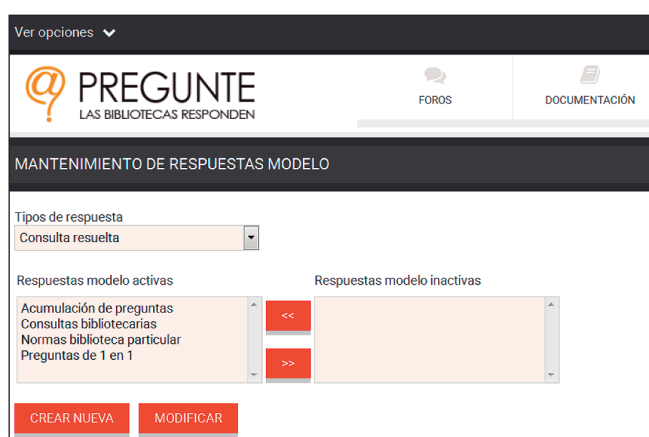 Ver opciones
@ PREGUNTE
LAS BIBLIOTECAS RESPONDEN
FOROS
DOCUMENTACIÓN
MANTENIMIENTO DE RESPUESTAS MODELO
Tipos de respuesta
Consulta resuelta
Respuestas modelo activas
Respuestas modelo inactivas
Acumulación de preguntas
Consultas bibliotecarias
Normas biblioteca particular
Preguntas de 1 en 1
<<
>>
CREAR NUEVA
MODIFICAR